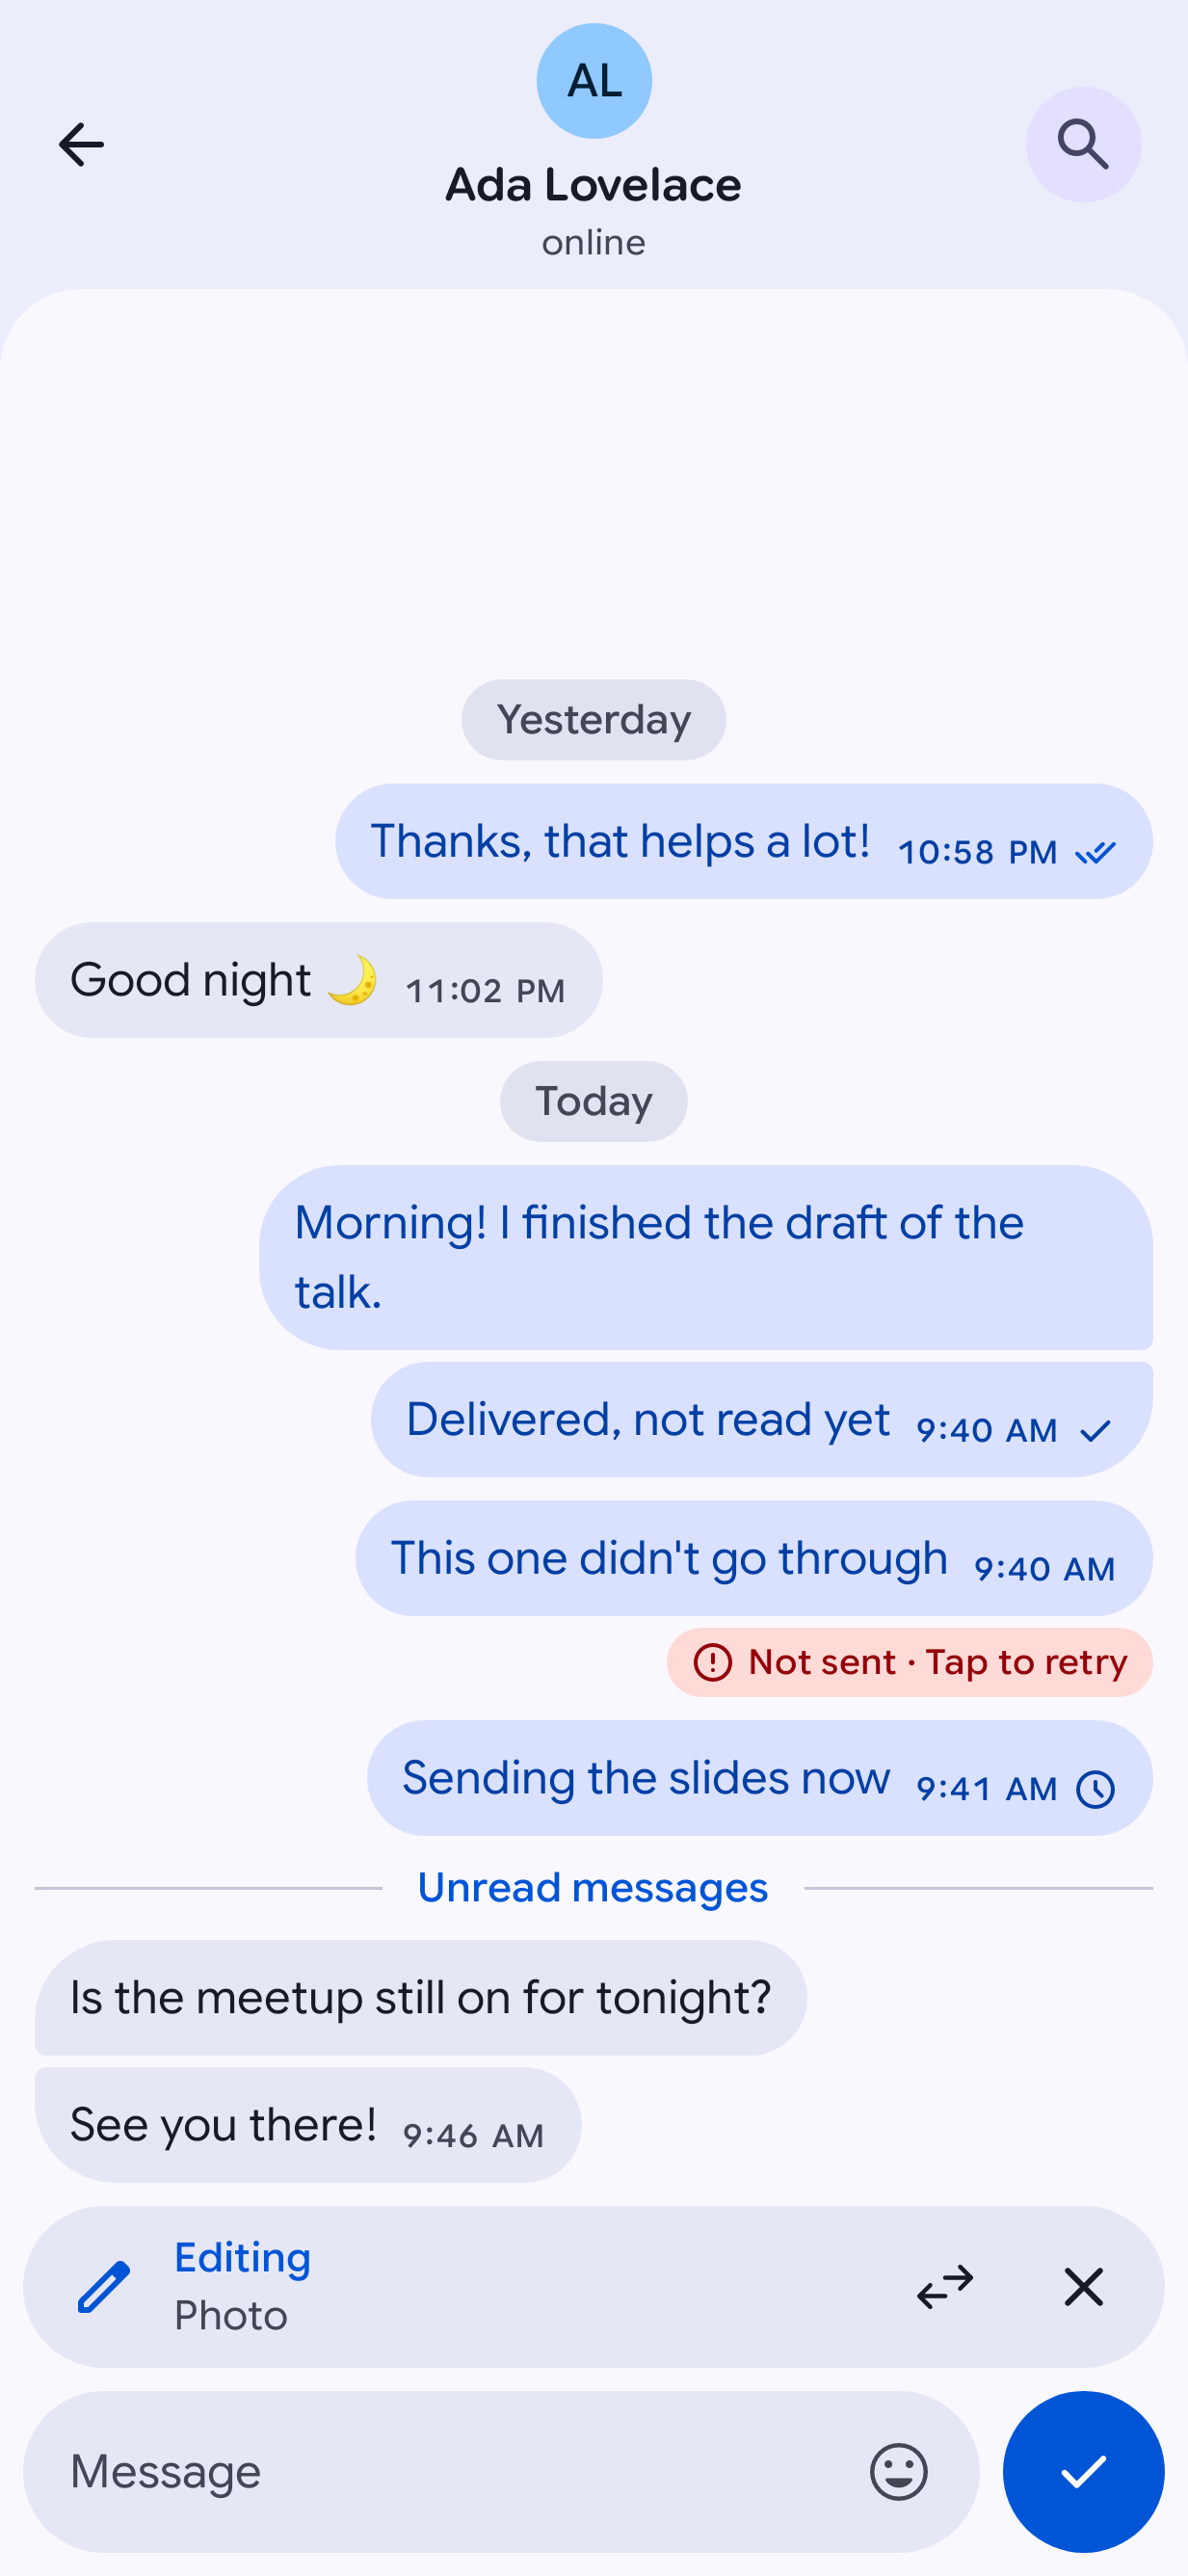 AL
Ada Lovelace
online
Yesterday
Thanks, that helps a lot! 10:58 PM
Good night 🌙 11:02 PM
Today
Morning! I finished the draft of the
talk.
Delivered, not read yet 9:40 AM
This one didn't go through 9:40 AM
Not sent · Tap to retry
Sending the slides now 9:41 AM
Unread messages
Is the meetup still on for tonight?
See you there! 9:46 AM
Editing
Photo
Message